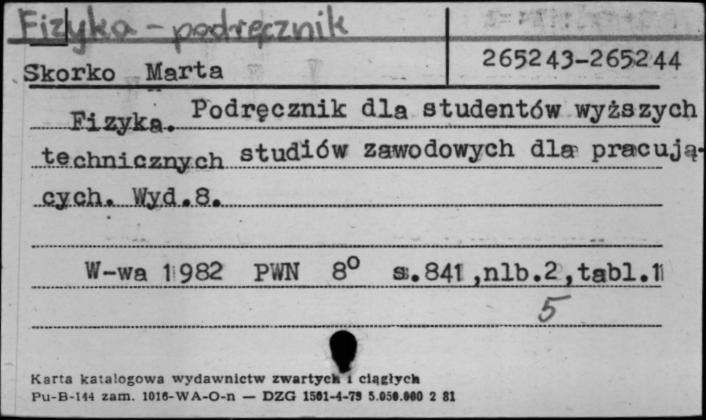 Fizyka - podręcznik
265243-265244
Skorko Marta
Fizyka. Podręcznik dla studentów wyższych
technicznych studiów zawodowych dla pracują-
cych. Wyd.8.
W-wa 1982 PWN 8° s.841,nlb.2,tabl.1
5
Karta katalogowa wydawnictw zwartych i ciągłych
Pu-B-144 zam. 1016-WA-O-n — DZG 1501-4-79 5.050.000 2 81